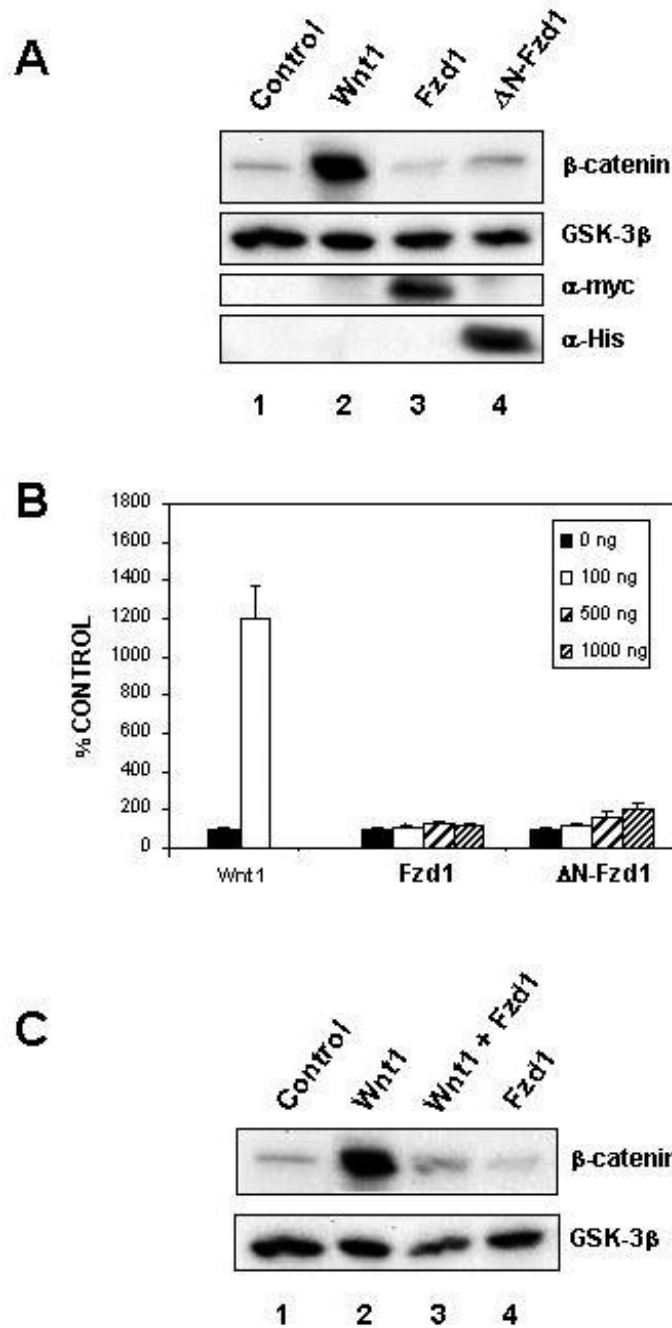 A
Control Wnt1 Fzd1 ΔN-Fzd1
β-catenin
GSK-3β
α-myc
α-His
1 2 3 4
B
1800
1600
1400
1200
1000
800
600
400
200
0
% CONTROL
0 ng
100 ng
500 ng
1000 ng
Wnt1 Fzd1 ΔN-Fzd1
C
Control Wnt1 Wnt1 + Fzd1 Fzd1
β-catenin
GSK-3β
1 2 3 4